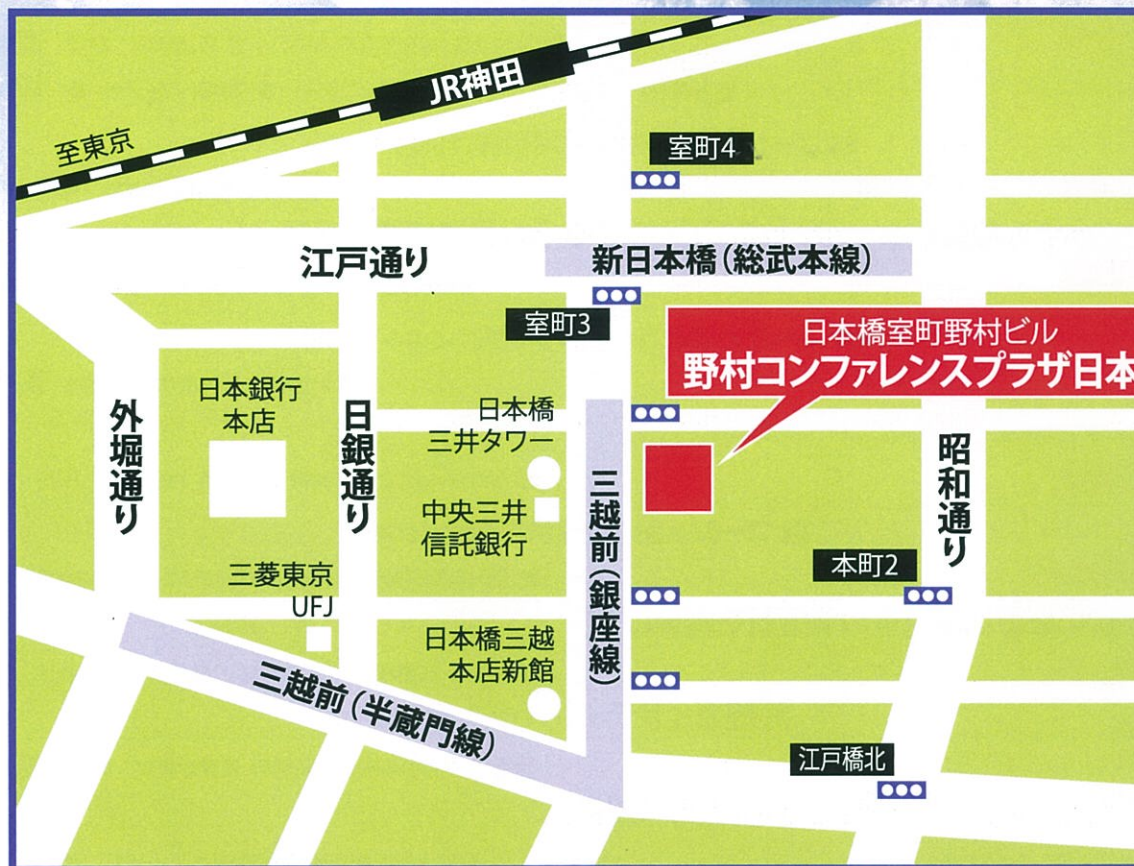 JR神田
至東京
室町4
江戸通り
新日本橋(総武本線)
室町3
日本橋室町野村ビル
野村コンファレンスプラザ日本
日本銀行
本店
日本橋
三井タワー
外堀通り
日銀通り
中央三井
信託銀行
三越前(銀座線)
昭和通り
本町2
三菱東京
UFJ
日本橋三越
本店新館
三越前(半蔵門線)
江戸橋北